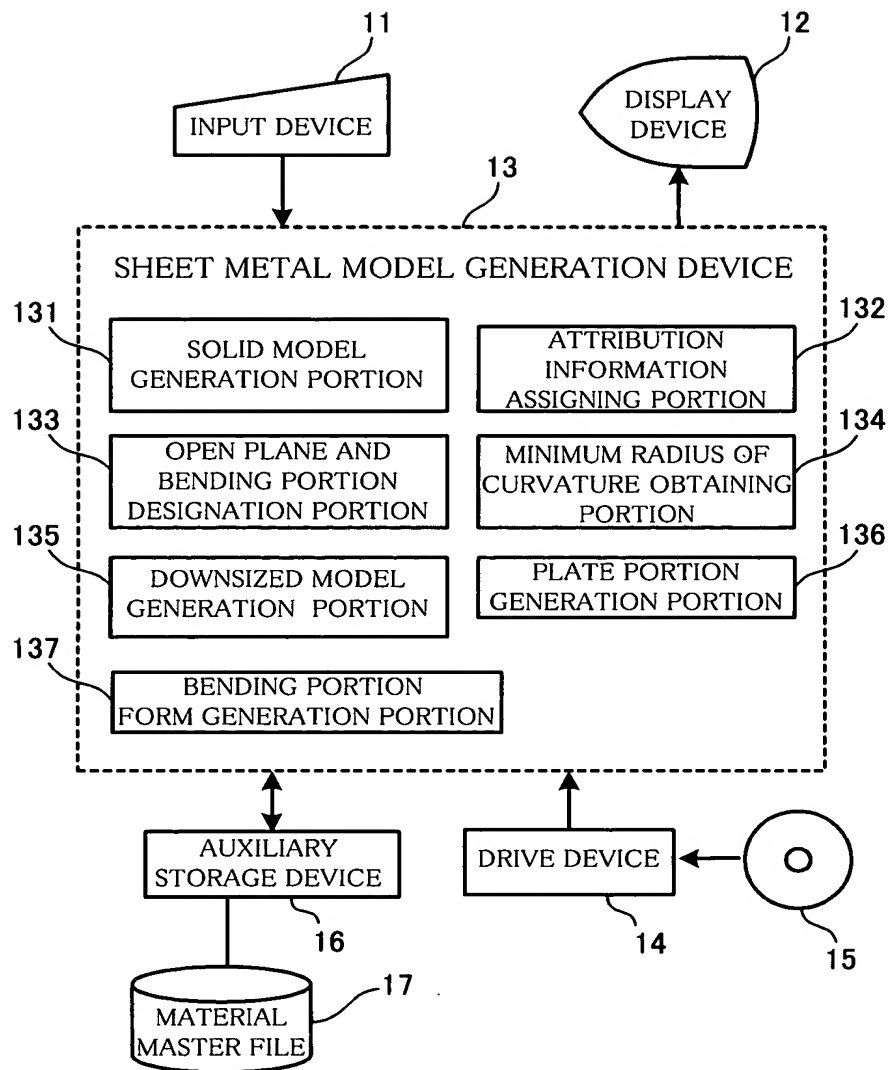 11
12
INPUT DEVICE
DISPLAY
DEVICE
13
SHEET METAL MODEL GENERATION DEVICE
131
SOLID MODEL
GENERATION PORTION
132
ATTRIBUTION
INFORMATION
ASSIGNING PORTION
133
OPEN PLANE AND
BENDING PORTION
DESIGNATION PORTION
134
MINIMUM RADIUS OF
CURVATURE OBTAINING
PORTION
135
DOWNSIZED MODEL
GENERATION PORTION
136
PLATE PORTION
GENERATION PORTION
137
BENDING PORTION
FORM GENERATION PORTION
AUXILIARY
STORAGE DEVICE
16
DRIVE DEVICE
14
15
17
MATERIAL
MASTER FILE